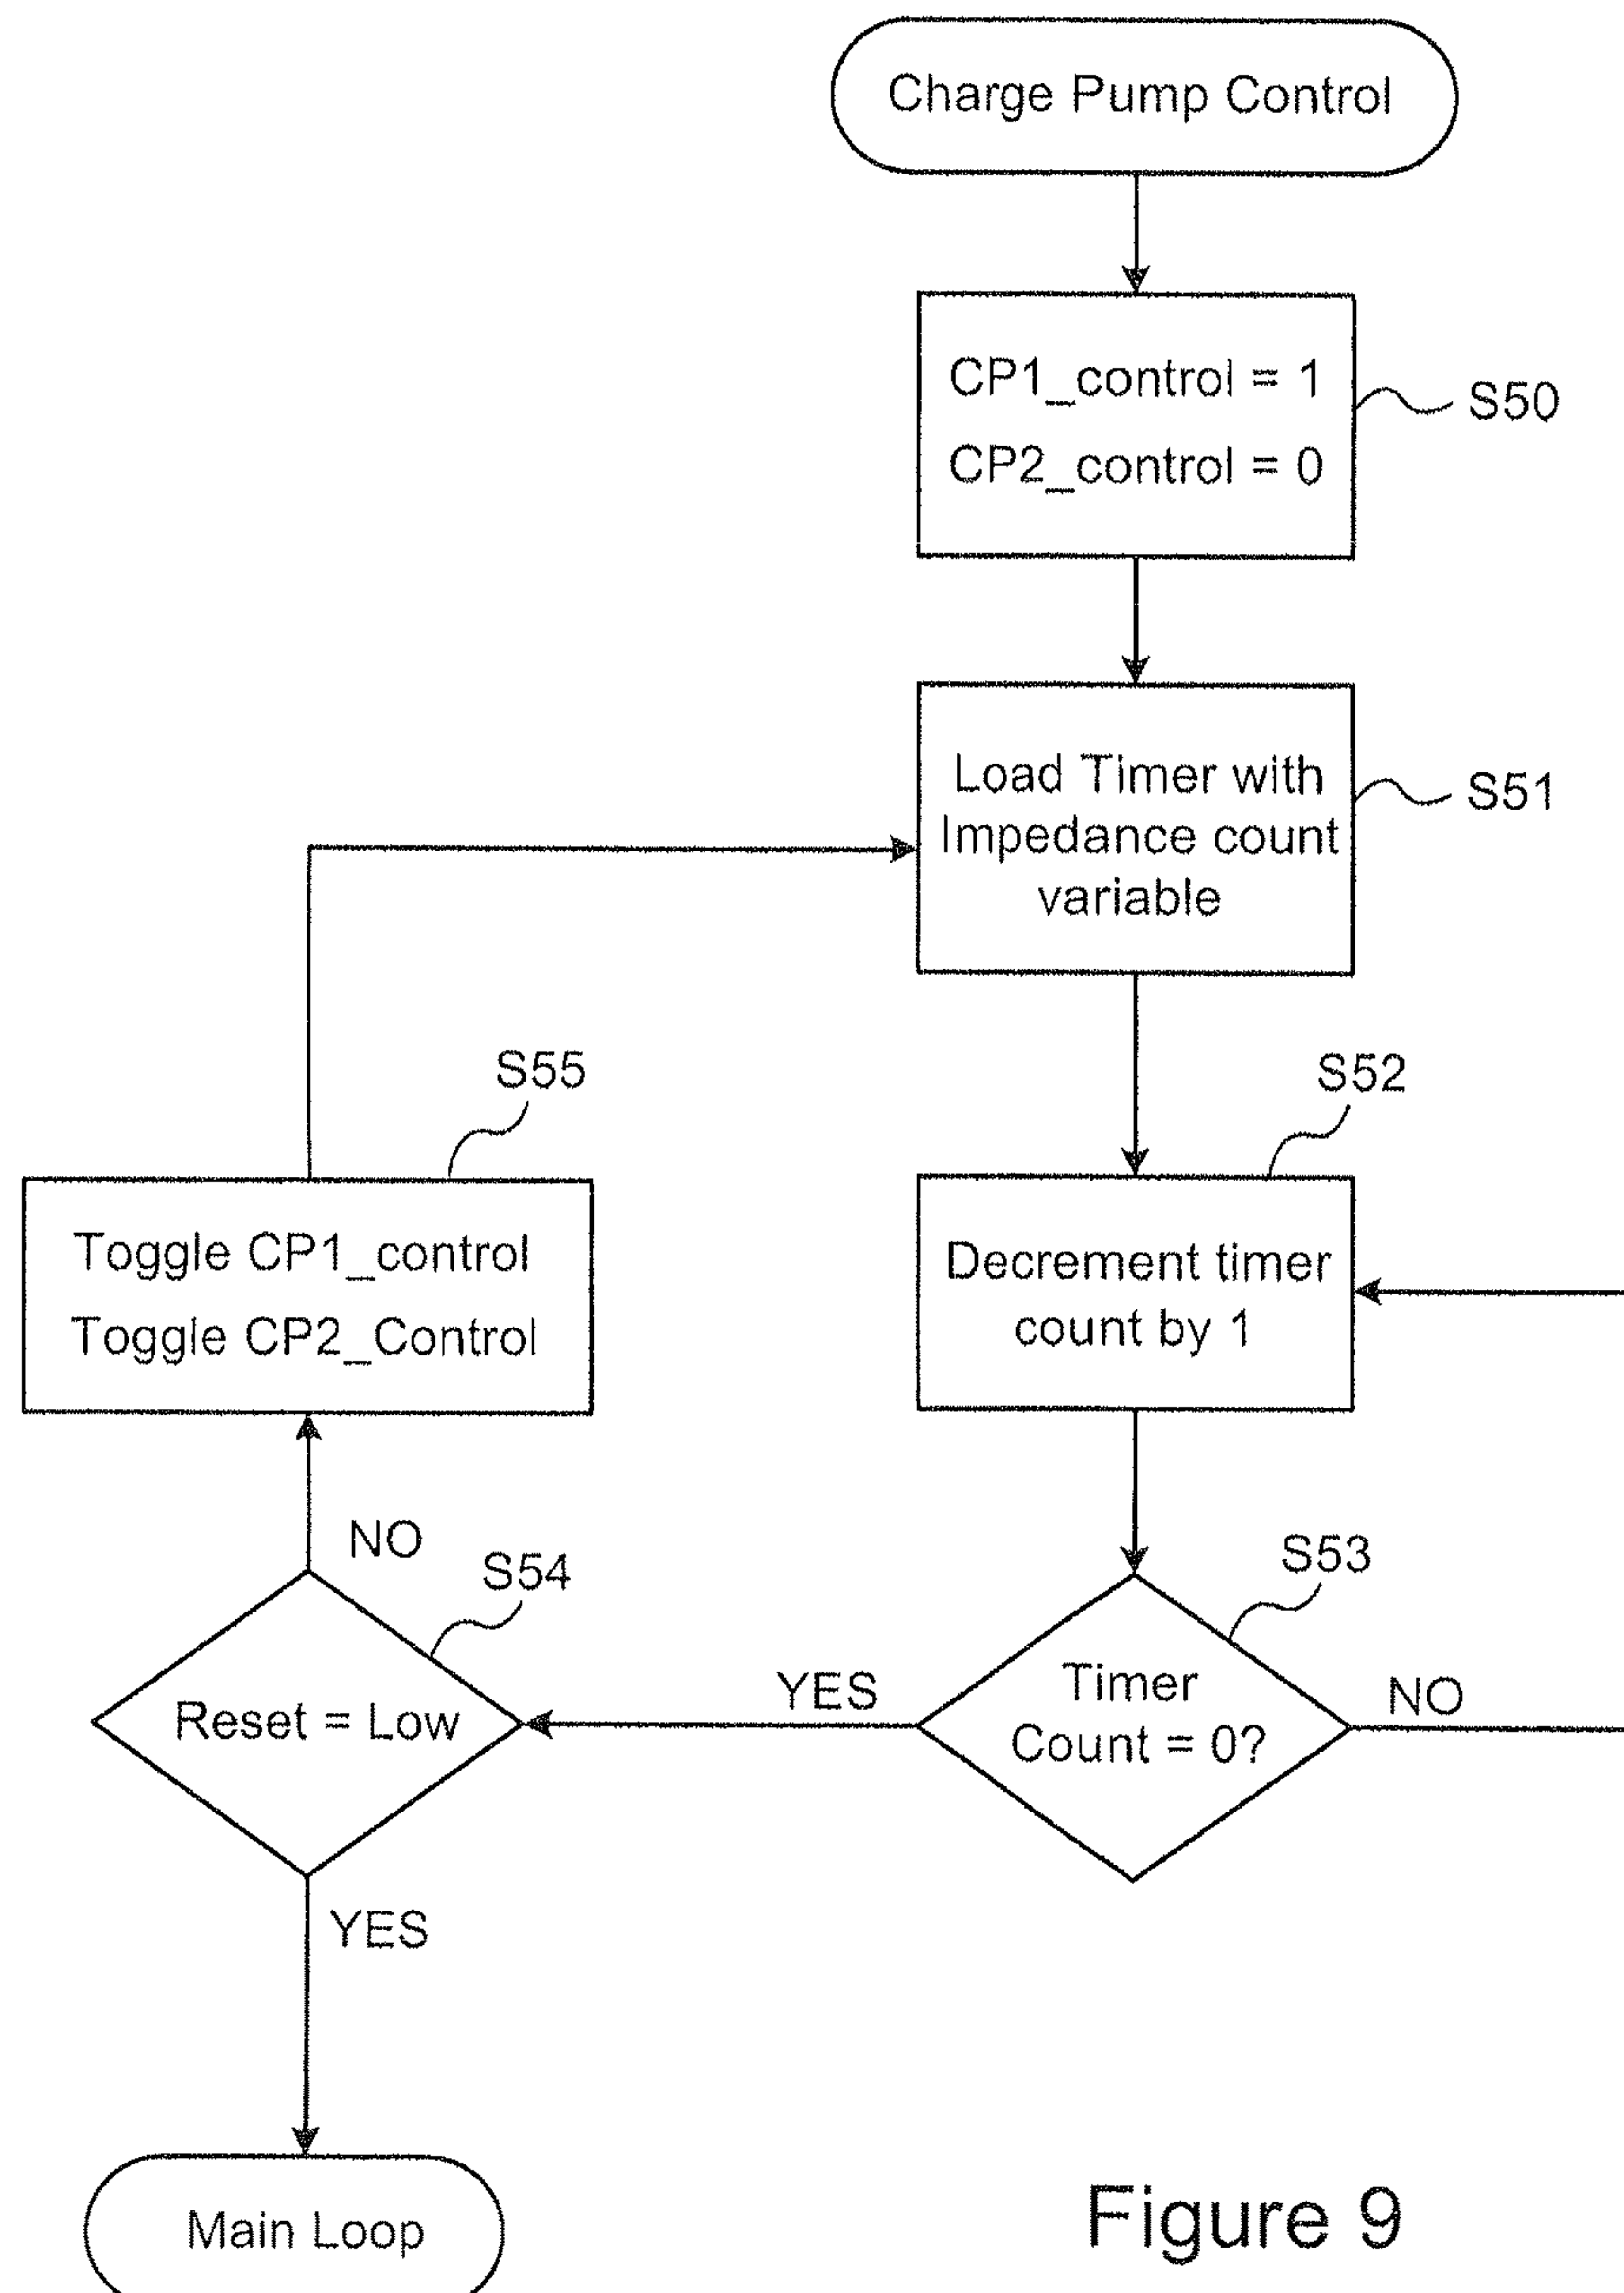 Charge Pump Control
CP1_control = 1
CP2_control = 0
S50
Load Timer with
Impedance count
variable
S51
S55
Toggle CP1_control
Toggle CP2_Control
S52
Decrement timer
count by 1
NO
S54
Reset = Low
YES
S53
Timer
Count = 0?
NO
YES
Main Loop
Figure 9